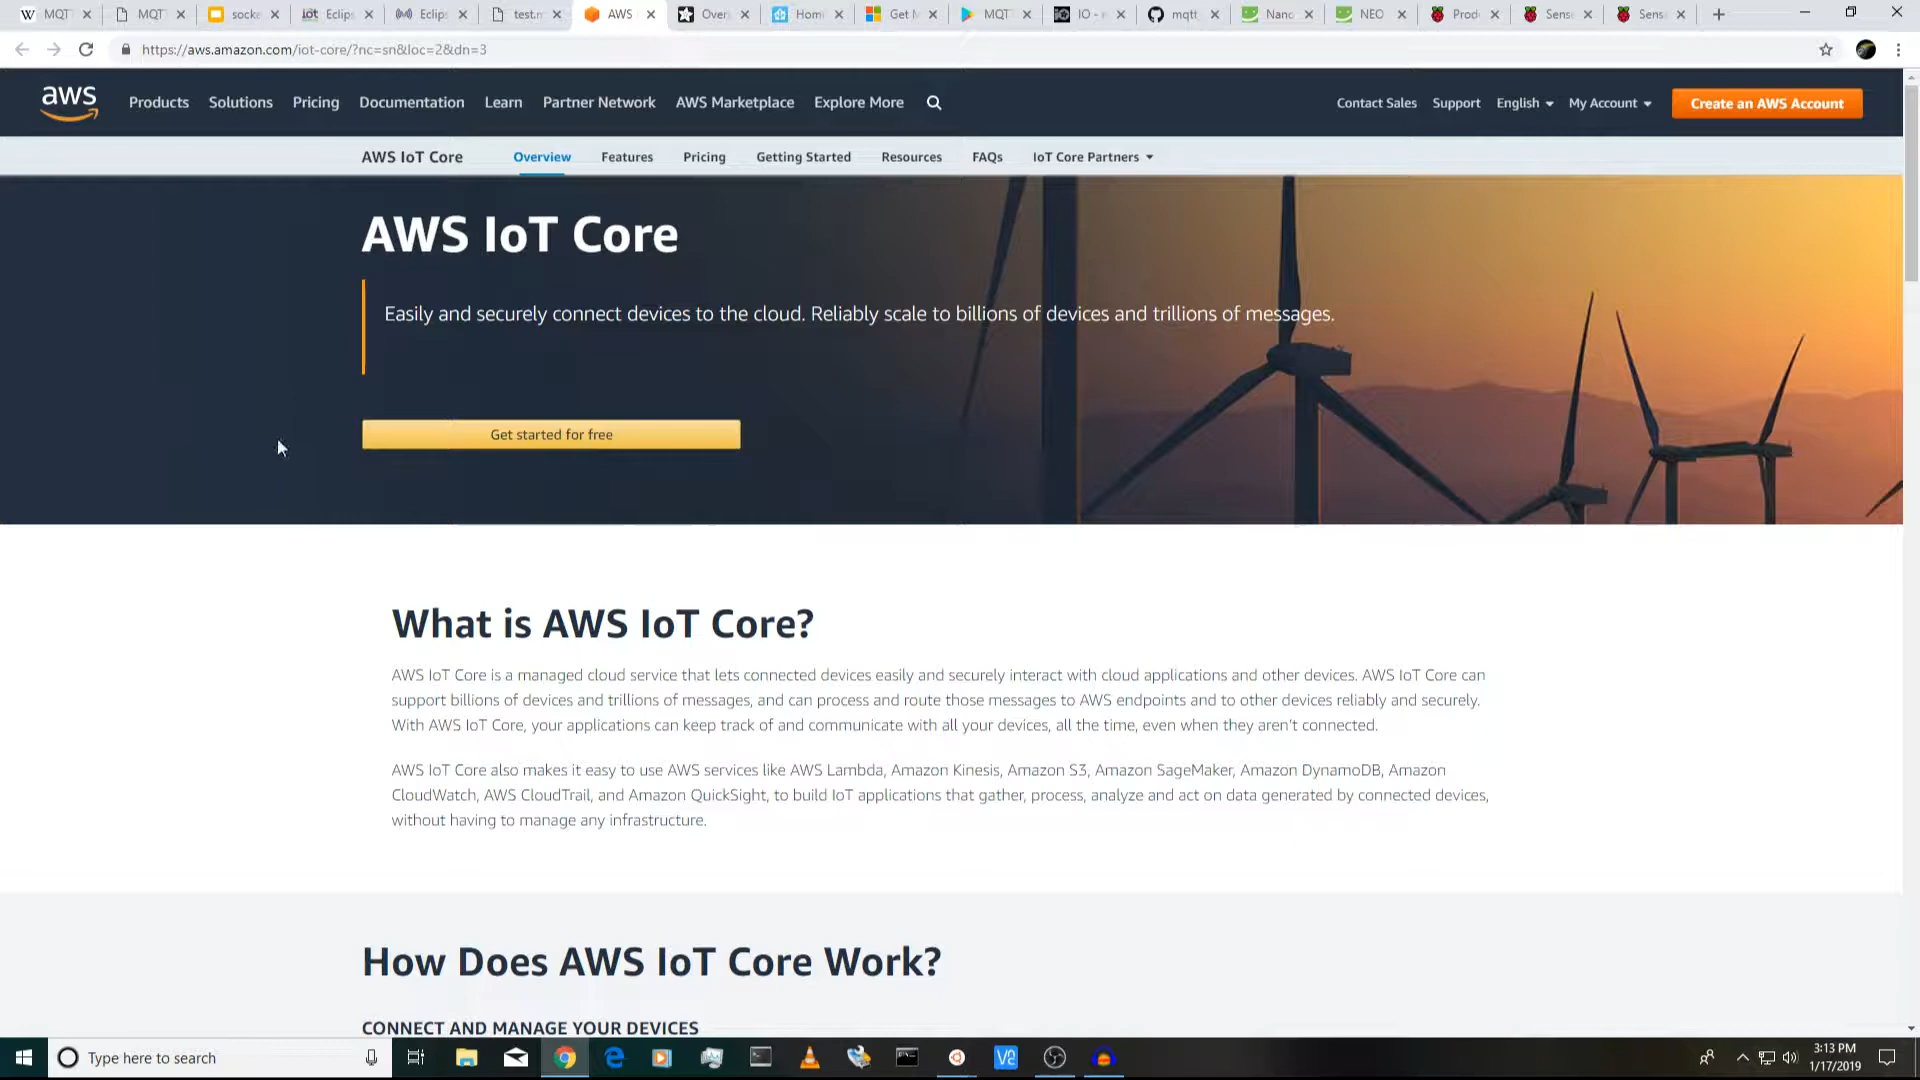 MQT
MQT
socke
Eclips
Eclips
test.m
AWS
Over
Hom
Get M
MQT
IO - r
mqtt
Nano
NEO
Prod
Sens
Sens
https://aws.amazon.com/iot-core/?nc=sn&loc=2&dn=3
aws
Products
Solutions
Pricing
Documentation
Learn
Partner Network
AWS Marketplace
Explore More
Contact Sales
Support
English
My Account
Create an AWS Account
AWS IoT Core
Overview
Features
Pricing
Getting Started
Resources
FAQs
IoT Core Partners
AWS IoT Core
Easily and securely connect devices to the cloud. Reliably scale to billions of devices and trillions of messages.
Get started for free
What is AWS IoT Core?
AWS IoT Core is a managed cloud service that lets connected devices easily and securely interact with cloud applications and other devices. AWS IoT Core can
support billions of devices and trillions of messages, and can process and route those messages to AWS endpoints and to other devices reliably and securely.
With AWS IoT Core, your applications can keep track of and communicate with all your devices, all the time, even when they aren't connected.
AWS IoT Core also makes it easy to use AWS services like AWS Lambda, Amazon Kinesis, Amazon S3, Amazon SageMaker, Amazon DynamoDB, Amazon
CloudWatch, AWS CloudTrail, and Amazon QuickSight, to build IoT applications that gather, process, analyze and act on data generated by connected devices,
without having to manage any infrastructure.
How Does AWS IoT Core Work?
CONNECT AND MANAGE YOUR DEVICES
Type here to search
3:13 PM
1/17/2019